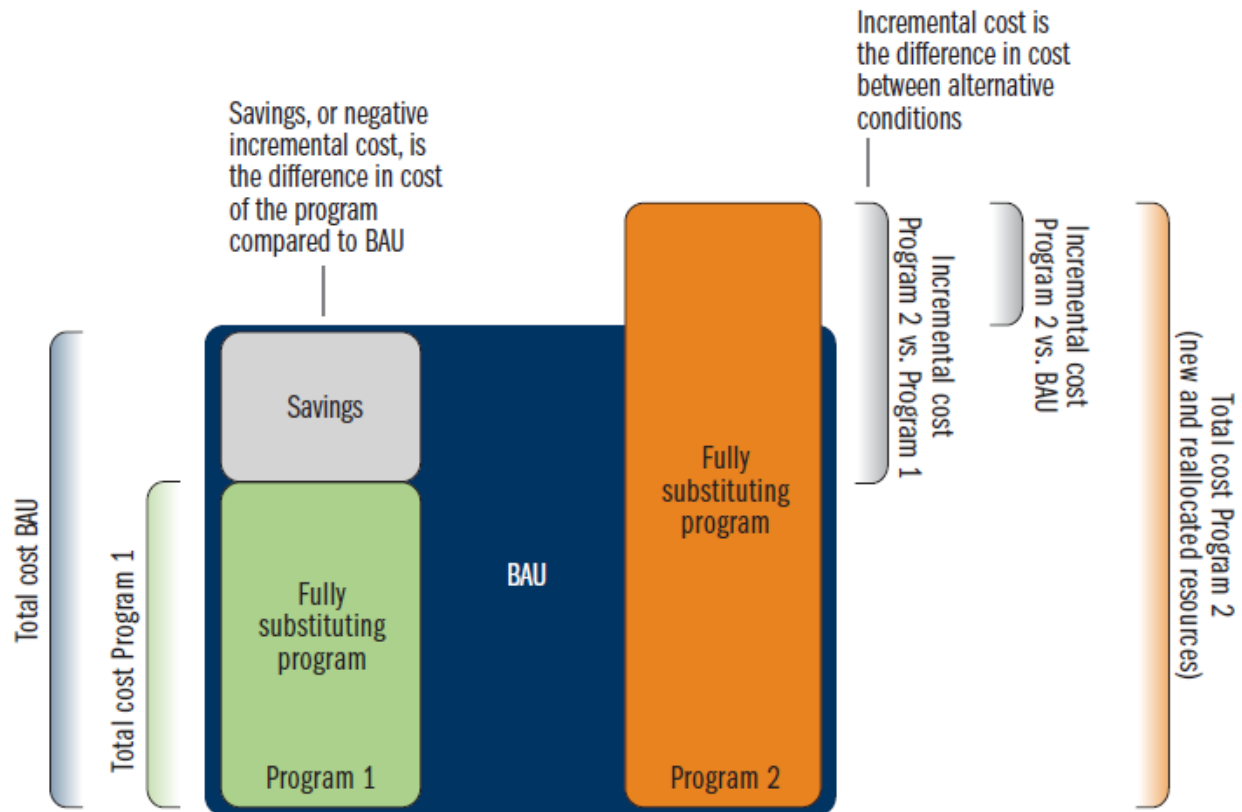 Incremental cost is
the difference in cost
between alternative
conditions
Savings, or negative
incremental cost, is
the difference in cost
of the program
compared to BAU
Total cost BAU
Total cost Program 1
Savings
Fully
substituting
program
Program 1
BAU
Fully
substituting
program
Program 2
Incremental cost
Program 2 vs. Program 1
Incremental cost
Program 2 vs. BAU
Total cost Program 2
(new and reallocated resources)